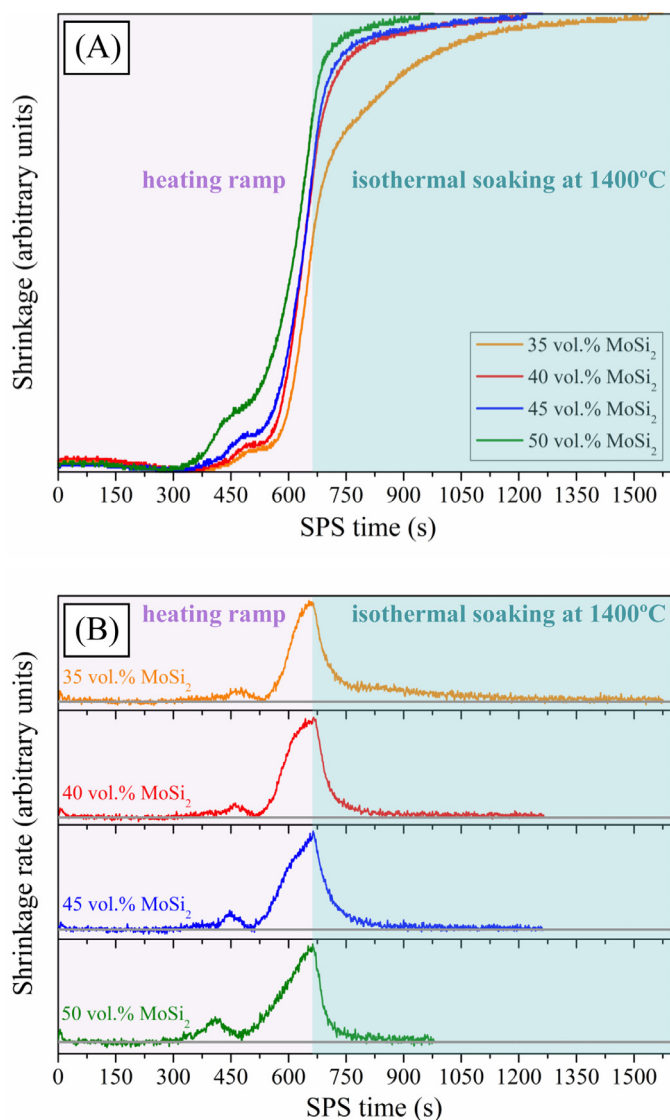 (A)
heating ramp
isothermal soaking at 1400ºC
Shrinkage (arbitrary units)
35 vol.% MoSi₂
40 vol.% MoSi₂
45 vol.% MoSi₂
50 vol.% MoSi₂
0 150 300 450 600 750 900 1050 1200 1350 1500
SPS time (s)
(B)
heating ramp
isothermal soaking at 1400ºC
Shrinkage rate (arbitrary units)
35 vol.% MoSi₂
40 vol.% MoSi₂
45 vol.% MoSi₂
50 vol.% MoSi₂
0 150 300 450 600 750 900 1050 1200 1350 1500
SPS time (s)